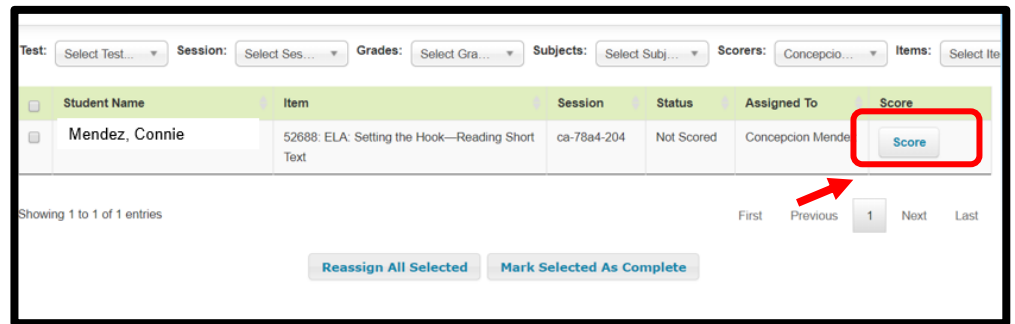 Test: Select Test... Session: Select Ses... Grades: Select Gra... Subjects: Select Subj... Scorers: Concepcio... Items: Select Ite
Student Name Item Session Status Assigned To Score
Mendez, Connie 52688: ELA: Setting the Hook—Reading Short ca-78a4-204 Not Scored Concepcion Mende Score
Text
Showing 1 to 1 of 1 entries First Previous 1 Next Last
Reassign All Selected Mark Selected As Complete